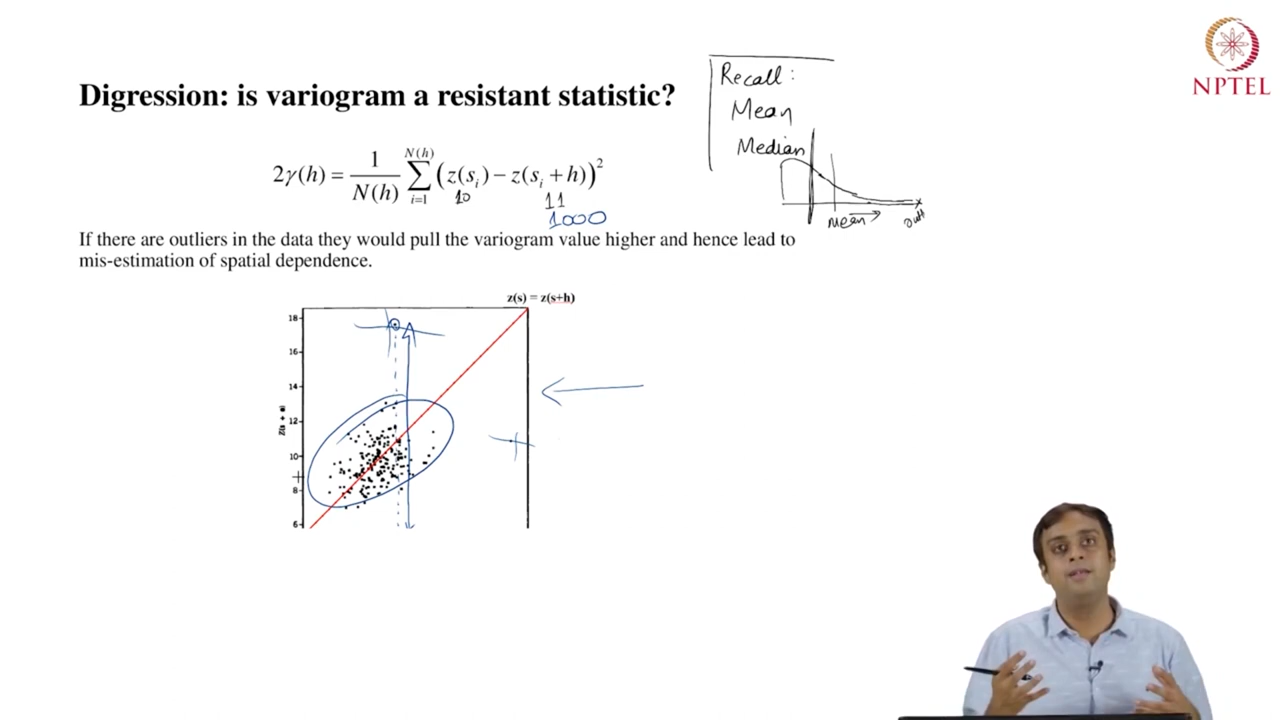 NPTEL
Digression: is variogram a resistant statistic?
Recall:
Mean
Median
mean
2γ(h) = 1/N(h) ∑_{i=1}^{N(h)} (z(s_i) − z(s_i + h))²
10 11
1000
If there are outliers in the data they would pull the variogram value higher and hence lead to
mis-estimation of spatial dependence.
z(s) = z(s+h)
18
16
14
12
10
8
6